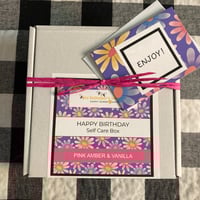 ENJOY!
HAPPY BIRTHDAY
Self Care Box
PINK AMBER & VANILLA